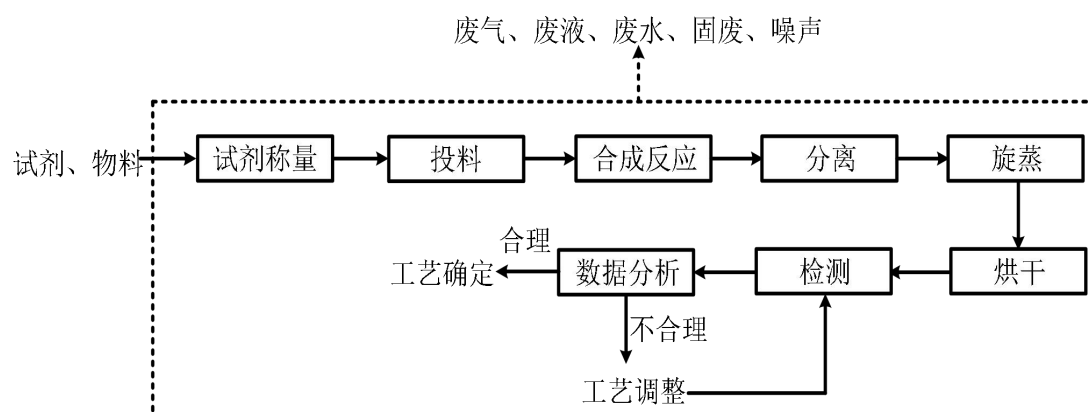 废气、废液、废水、固废、噪声
试剂、物料
试剂称量
投料
合成反应
分离
旋蒸
合理
工艺确定
数据分析
检测
烘干
不合理
工艺调整